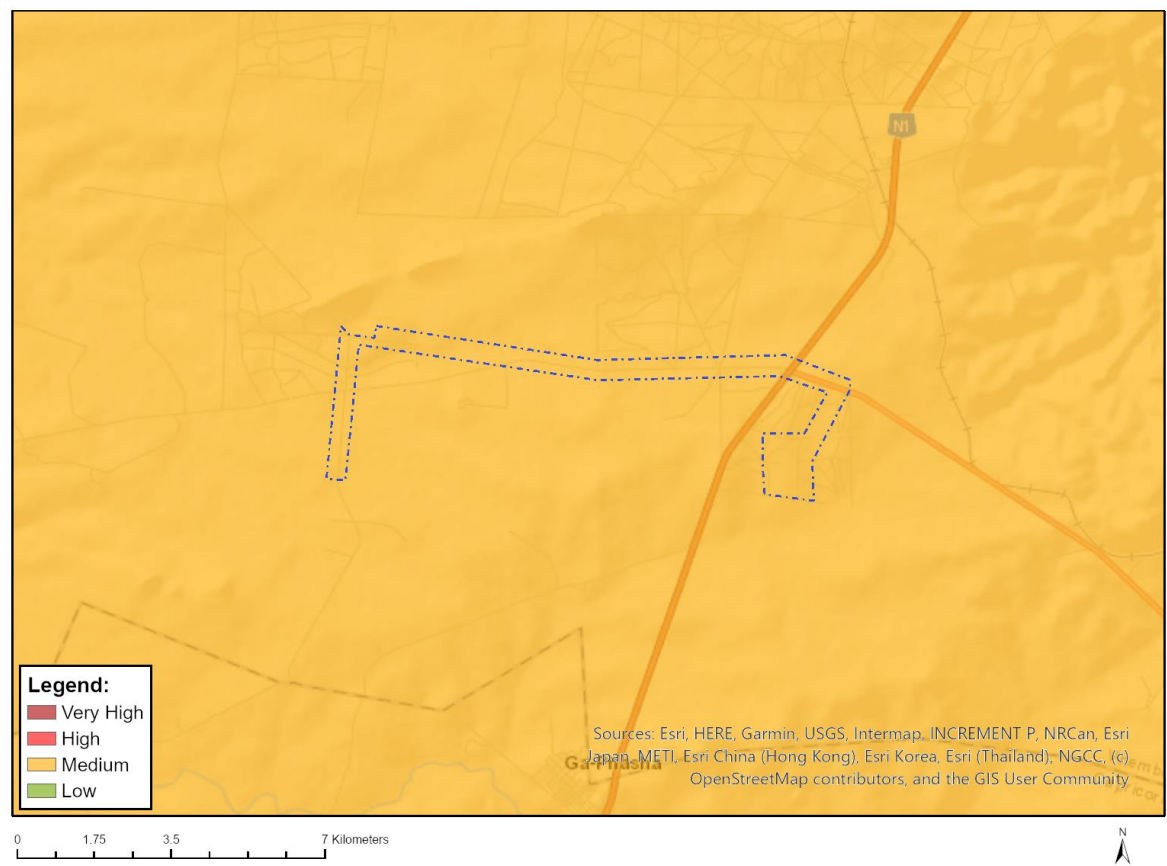 N1
Legend:
Very High
High
Medium
Low
Sources: Esri, HERE, Garmin, USGS, Intermap, INCREMENT P, NRCan, Esri
Japan, METI, Esri China (Hong Kong), Esri Korea, Esri (Thailand), NGCC, (c)
OpenStreetMap contributors, and the GIS User Community
0 1.75 3.5 7 Kilometers
N